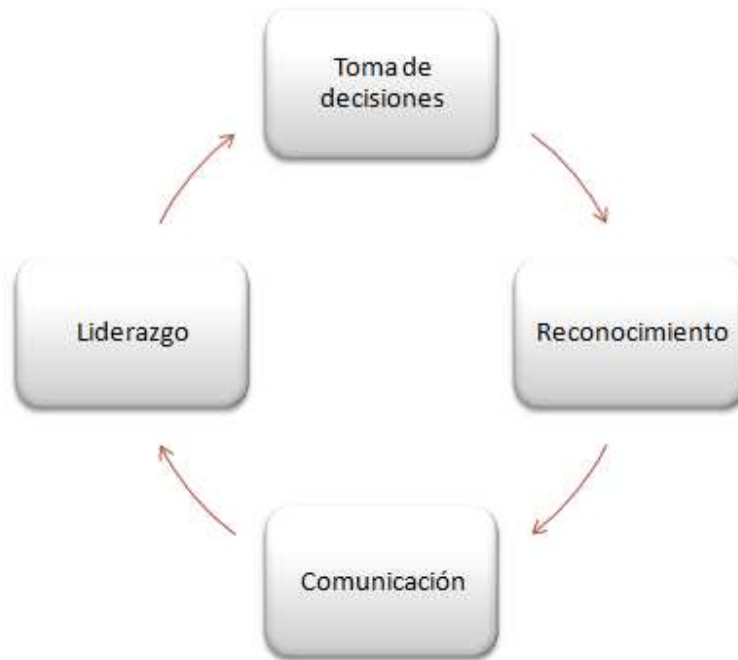 Toma de
decisiones
Liderazgo
Reconocimiento
Comunicación